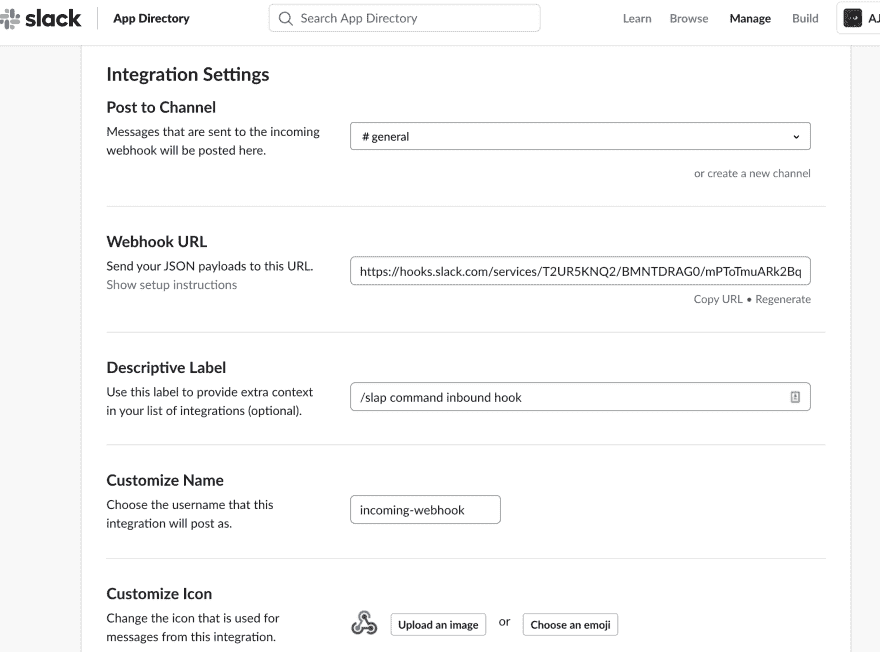 slack App Directory Search App Directory Learn Browse Manage Build AJ
Integration Settings
Post to Channel
Messages that are sent to the incoming
webhook will be posted here.
# general
or create a new channel
Webhook URL
Send your JSON payloads to this URL.
Show setup instructions
https://hooks.slack.com/services/T2UR5KNQ2/BMNTDRAG0/mPToTmuARk2Bq
Copy URL • Regenerate
Descriptive Label
Use this label to provide extra context
in your list of integrations (optional).
/slap command inbound hook
Customize Name
Choose the username that this
integration will post as.
incoming-webhook
Customize Icon
Change the icon that is used for
messages from this integration.
Upload an image or Choose an emoji